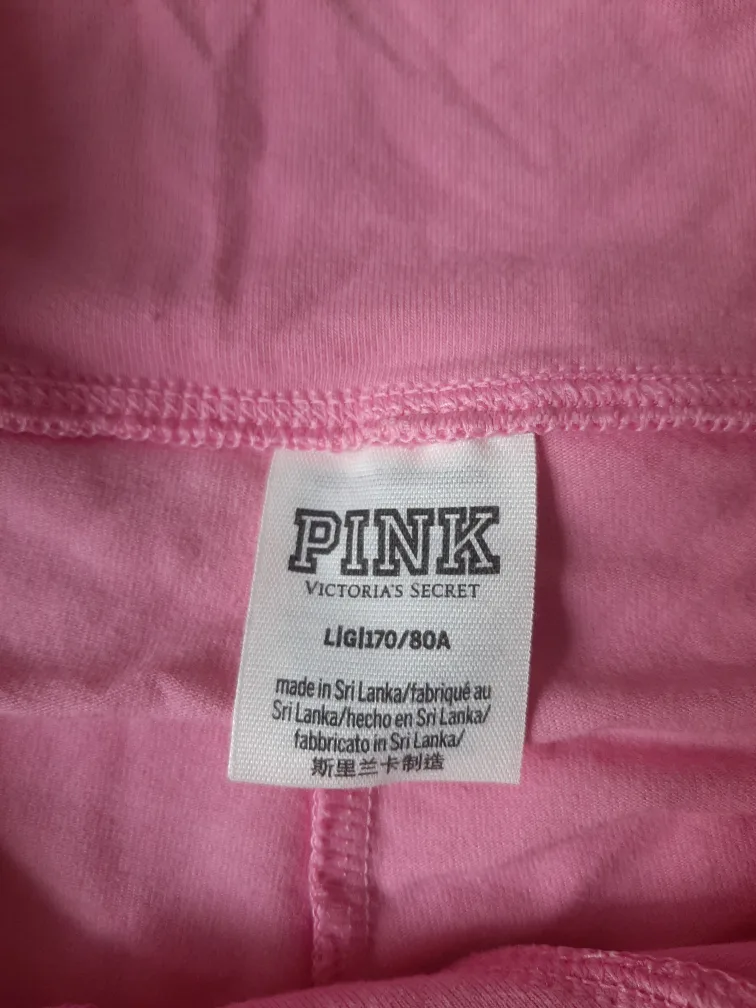 PINK
VICTORIA'S SECRET
L|G|170/80A
made in Sri Lanka/fabriqué au
Sri Lanka/hecho en Sri Lanka/
fabbricato in Sri Lanka/
斯里兰卡制造